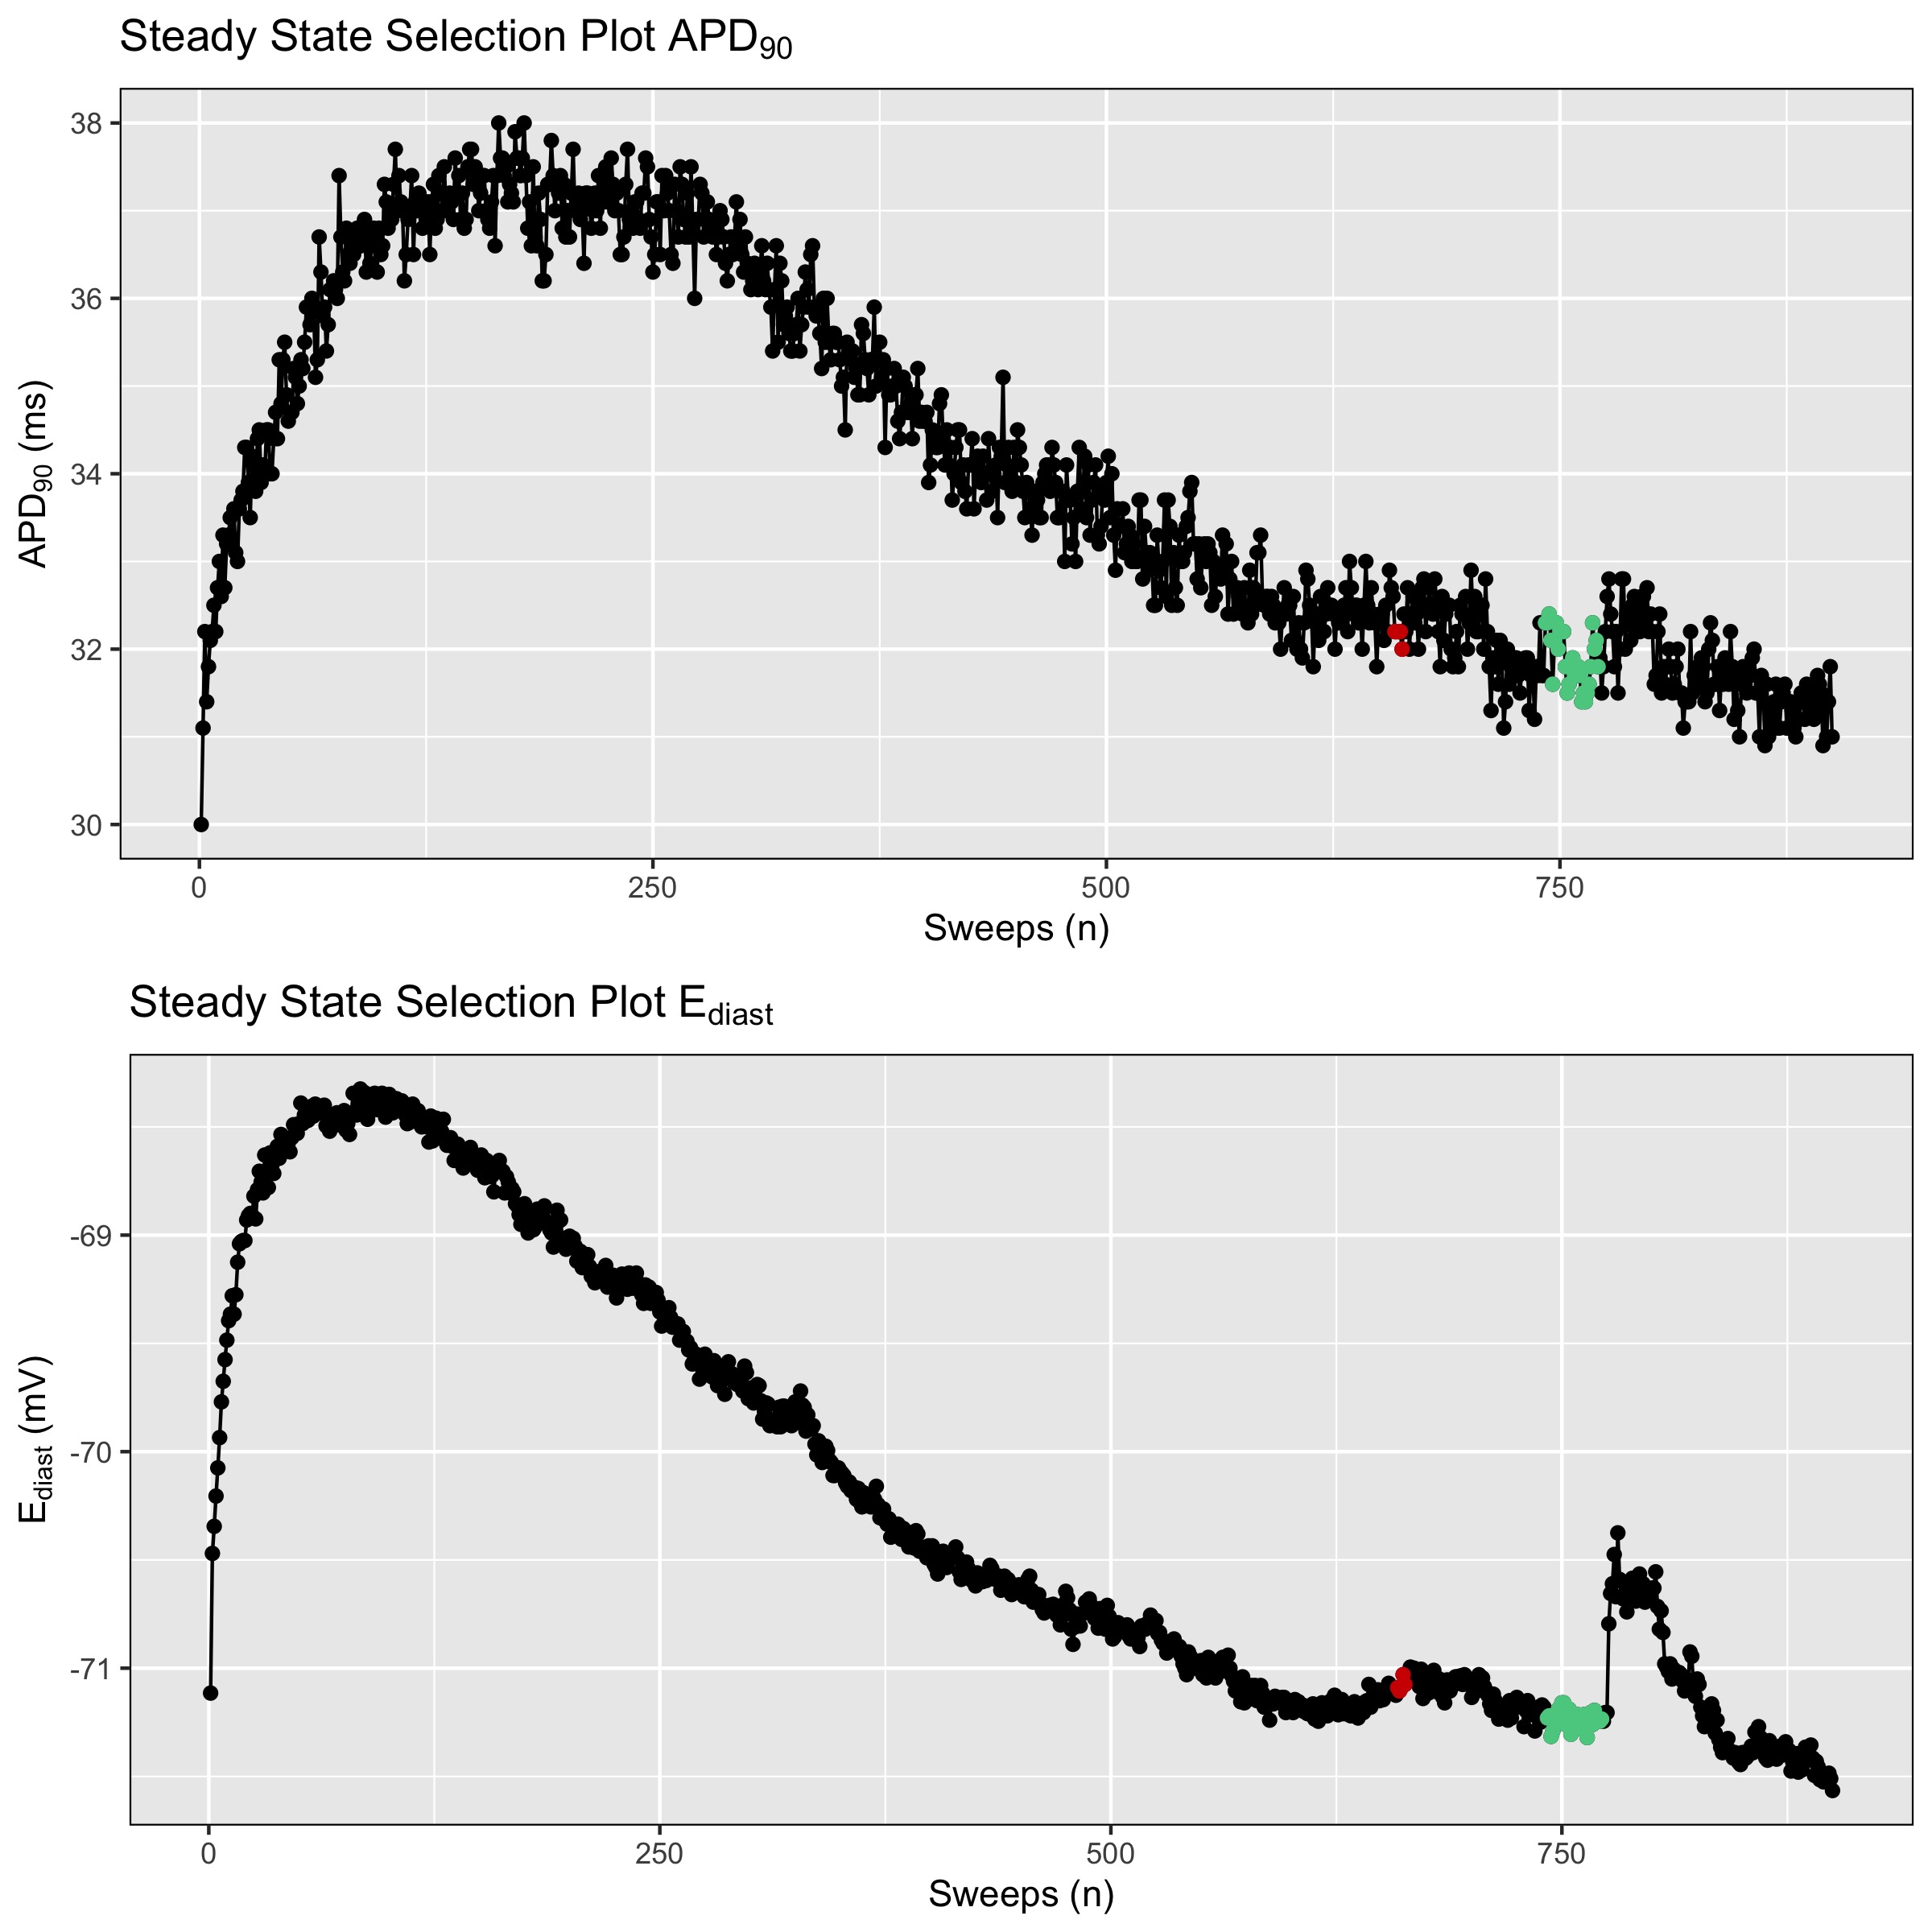 Steady State Selection Plot APD90
38
36
34
32
30
APD90 (ms)
0 250 500 750
Sweeps (n)
Steady State Selection Plot Ediast
-69
-70
-71
Ediast (mV)
0 250 500 750
Sweeps (n)